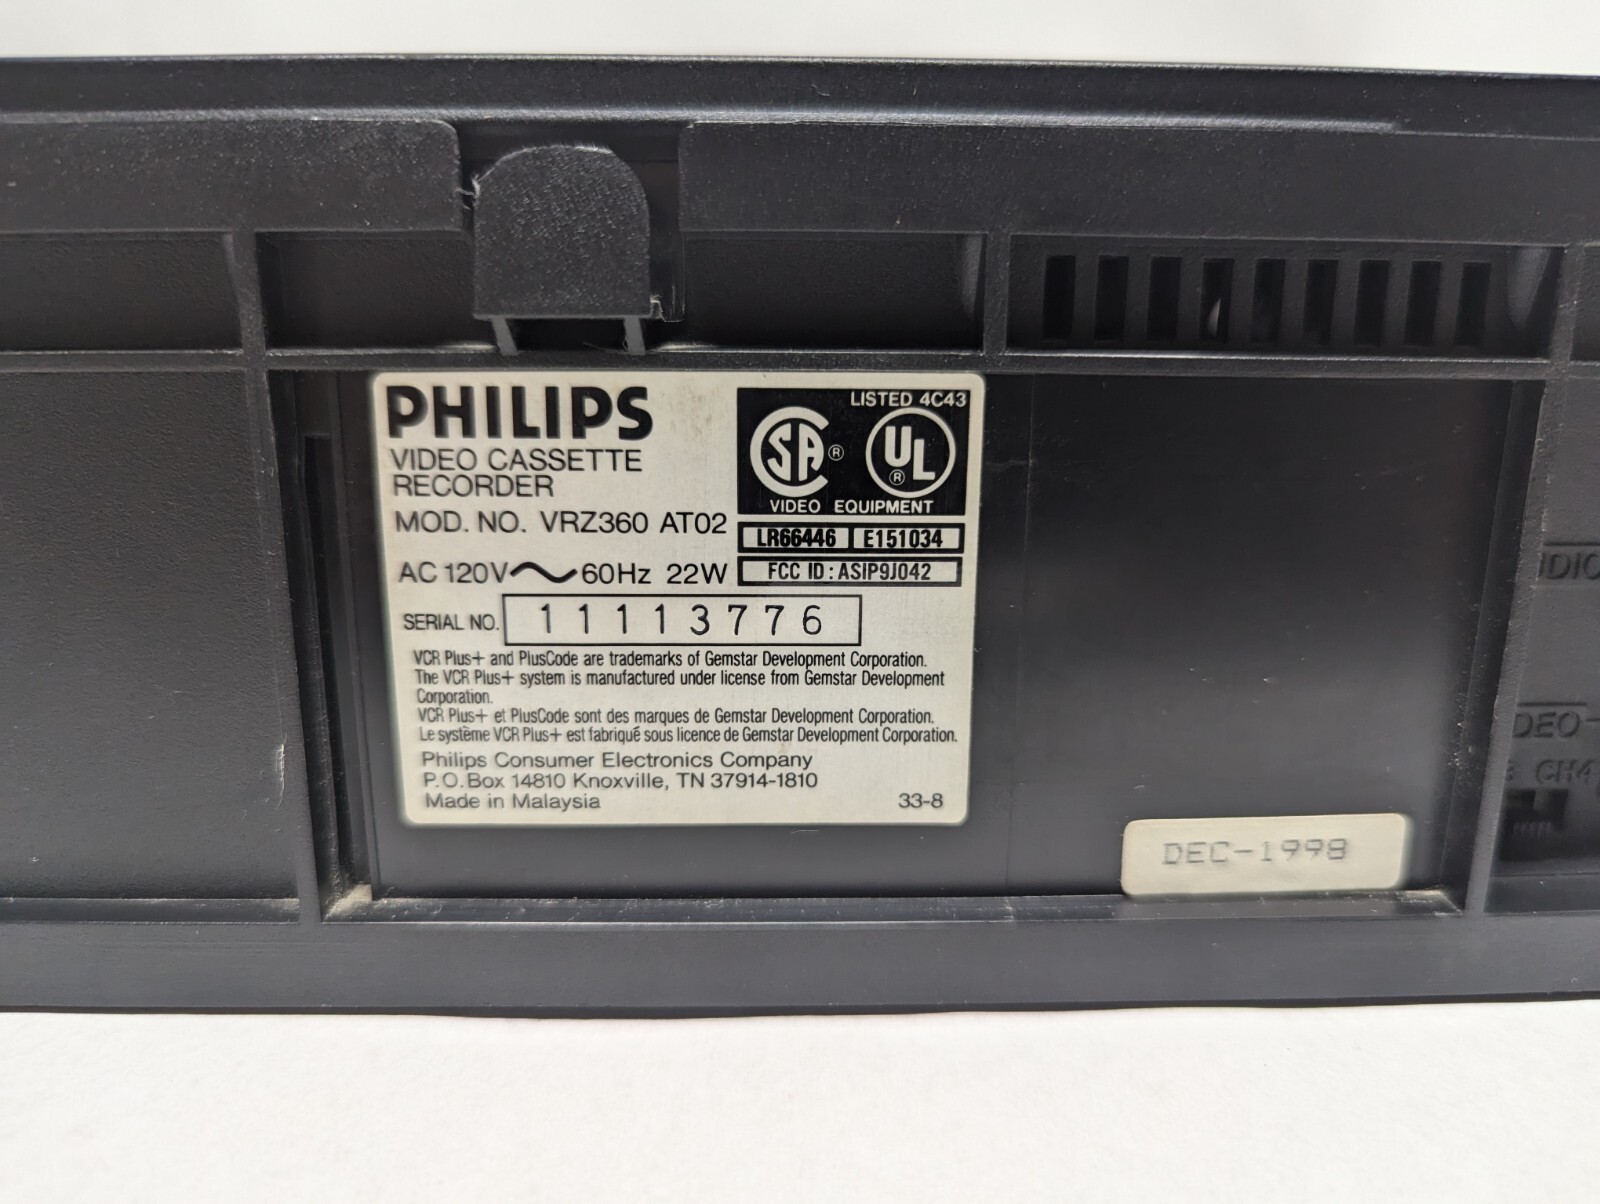 PHILIPS
VIDEO CASSETTE
RECORDER
MOD. NO. VRZ360 AT02
AC 120V 60Hz 22W
LISTED 4C43
SA ® UL ®
VIDEO EQUIPMENT
LR66446 E151034
FCC ID: ASIP9J042
SERIAL NO. 11113776
VCR Plus+ and PlusCode are trademarks of Gemstar Development Corporation.
The VCR Plus+ system is manufactured under license from Gemstar Development
Corporation.
VCR Plus+ et PlusCode sont des marques de Gemstar Development Corporation.
Le système VCR Plus+ est fabriqué sous licence de Gemstar Development Corporation.
Philips Consumer Electronics Company
P.O. Box 14810 Knoxville, TN 37914-1810
Made in Malaysia 33-8
DEC-1998
CH4